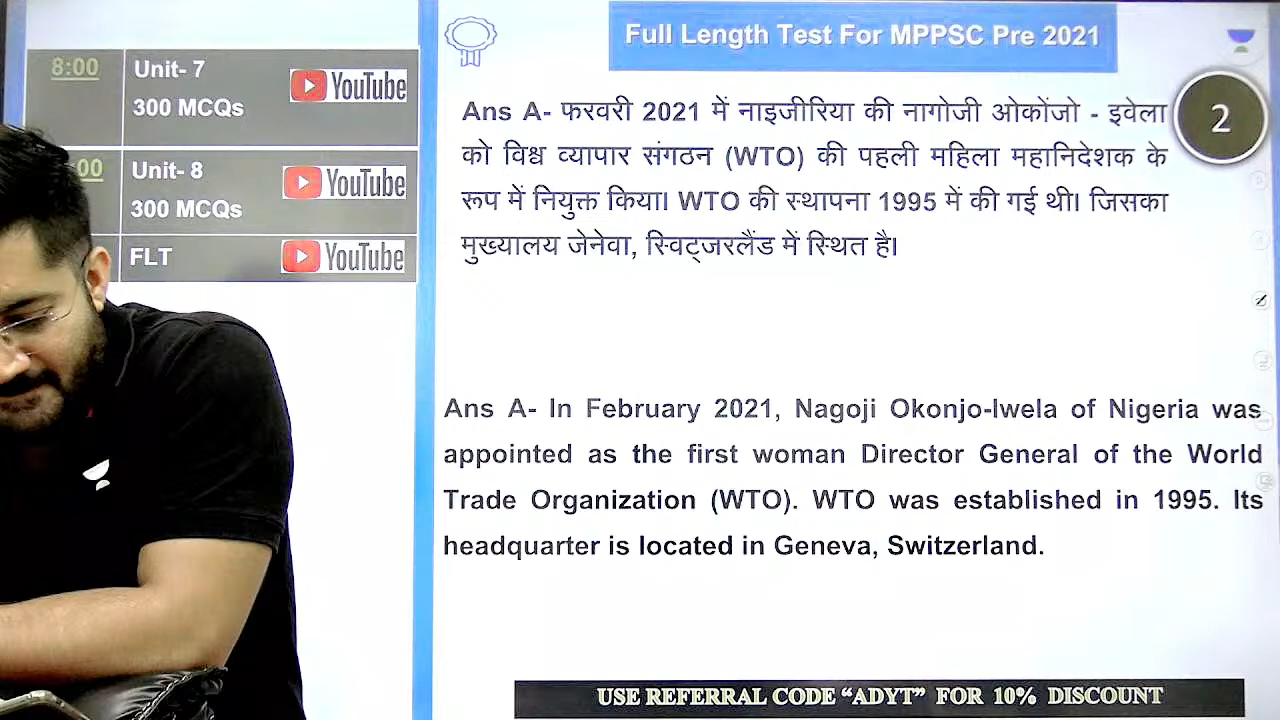 Full Length Test For MPPSC Pre 2021
8:00
Unit- 7
300 MCQs
YouTube
00
Unit- 8
300 MCQs
YouTube
FLT
YouTube
2
Ans A- फरवरी 2021 में नाइजीरिया की नागोजी ओकोंजो - इवेला
को विश्व व्यापार संगठन (WTO) की पहली महिला महानिदेशक के
रूप में नियुक्त किया। WTO की स्थापना 1995 में की गई थी। जिसका
मुख्यालय जेनेवा, स्विट्जरलैंड में स्थित है।
Ans A- In February 2021, Nagoji Okonjo-Iwela of Nigeria was
appointed as the first woman Director General of the World
Trade Organization (WTO). WTO was established in 1995. Its
headquarter is located in Geneva, Switzerland.
USE REFERRAL CODE “ADYT” FOR 10% DISCOUNT